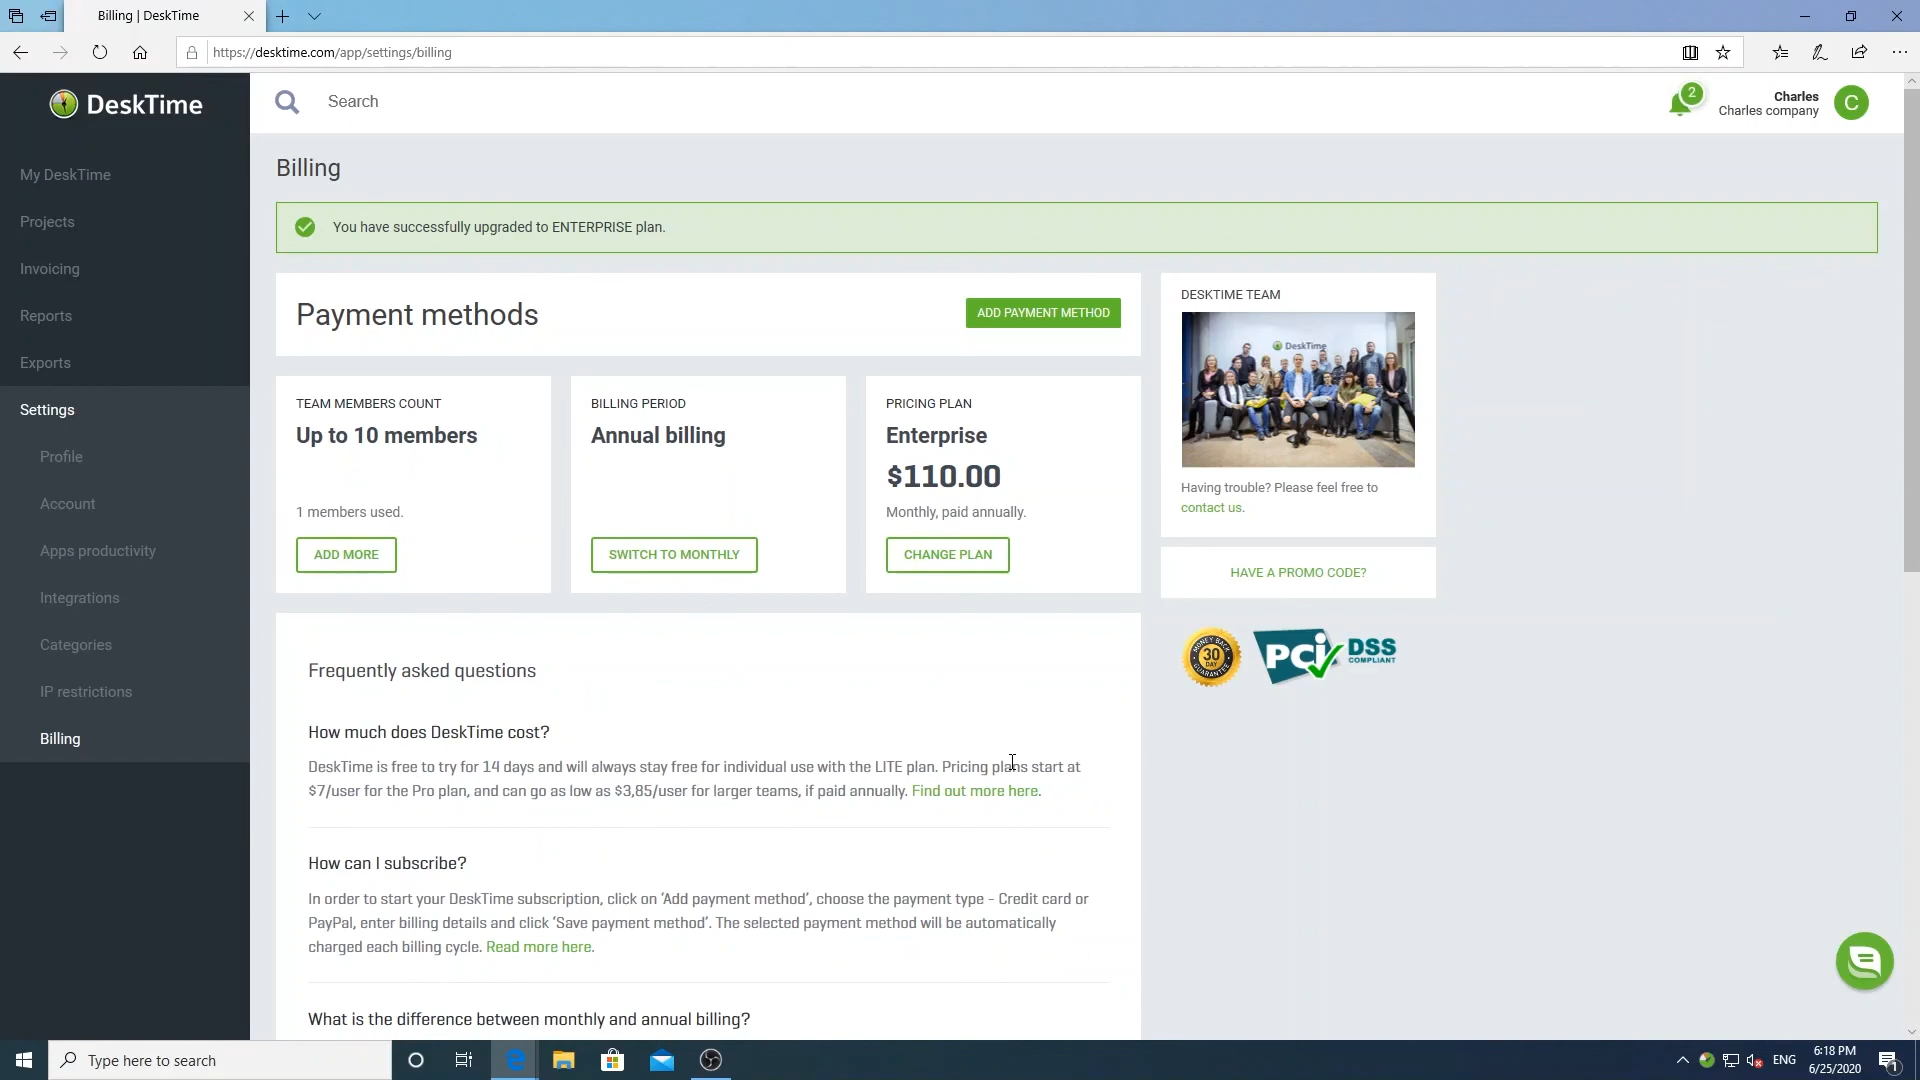 Billing | DeskTime
https://desktime.com/app/settings/billing
DeskTime
Search
2
Charles
Charles company
C
My DeskTime
Projects
Invoicing
Reports
Exports
Settings
Profile
Account
Apps productivity
Integrations
Categories
IP restrictions
Billing
Billing
You have successfully upgraded to ENTERPRISE plan.
Payment methods
ADD PAYMENT METHOD
TEAM MEMBERS COUNT
Up to 10 members
1 members used.
ADD MORE
BILLING PERIOD
Annual billing
SWITCH TO MONTHLY
PRICING PLAN
Enterprise
$110.00
Monthly, paid annually.
CHANGE PLAN
DESKTIME TEAM
DeskTime
Having trouble? Please feel free to
contact us.
HAVE A PROMO CODE?
MONEY BACK
30
DAY
GUARANTEE
PCI DSS
COMPLIANT
Frequently asked questions
How much does DeskTime cost?
DeskTime is free to try for 14 days and will always stay free for individual use with the LITE plan. Pricing plans start at
$7/user for the Pro plan, and can go as low as $3,85/user for larger teams, if paid annually. Find out more here.
How can I subscribe?
In order to start your DeskTime subscription, click on ‘Add payment method’, choose the payment type - Credit card or
PayPal, enter billing details and click ‘Save payment method’. The selected payment method will be automatically
charged each billing cycle. Read more here.
What is the difference between monthly and annual billing?
Type here to search
ENG
6:18 PM
6/25/2020
1